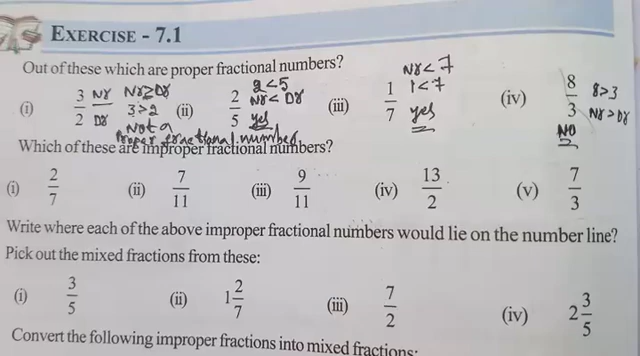 EXERCISE - 7.1
Out of these which are proper fractional numbers?
(i) 3/2 Nr Dr Nr≥Dr 3>2 Not a proper fractional number (ii) 2/5 2<5 Nr<Dr yes (iii) 1/7 Nr<7 1<7 yes (iv) 8/3 8>3 Nr>Dr NO
Which of these are improper fractional numbers?
(i) 2/7 (ii) 7/11 (iii) 9/11 (iv) 13/2 (v) 7/3
Write where each of the above improper fractional numbers would lie on the number line?
Pick out the mixed fractions from these:
(i) 3/5 (ii) 1 2/7 (iii) 7/2 (iv) 2 3/5
Convert the following improper fractions into mixed fractions: